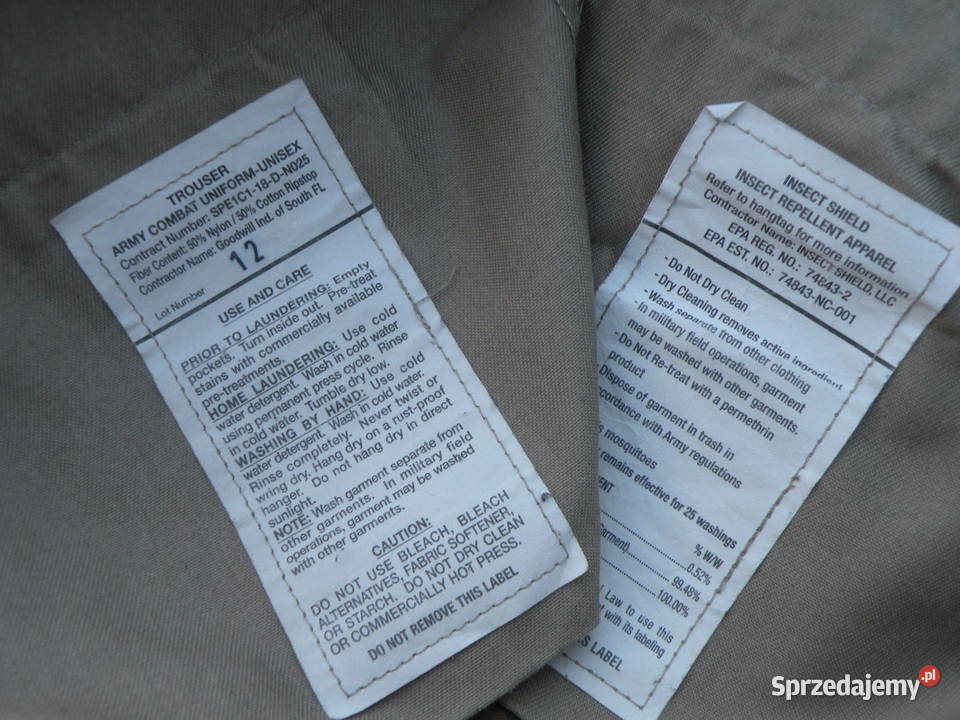 TROUSER
ARMY COMBAT UNIFORM-UNISEX
Contract Number: SPE1C1-18-D-N025
Fiber Content: 50% Nylon / 50% Cotton Ripstop
Contractor Name: Goodwill Ind. of South FL
Lot Number 12
USE AND CARE
PRIOR TO LAUNDERING: Empty
pockets. Turn inside out. Pre-treat
stains with commercially available
pre-treatments.
HOME LAUNDERING: Use cold
water detergent. Wash in cold water
using permanent press cycle. Rinse
in cold water. Tumble dry low.
WASHING BY HAND: Use cold
water detergent. Wash in cold water.
Rinse completely. Never twist or
wring dry. Hang dry on a rust-proof
hanger. Do not hang dry in direct
sunlight.
NOTE: Wash garment separate from
other garments. In military field
operations, garment may be washed
with other garments.
CAUTION:
DO NOT USE BLEACH, BLEACH
ALTERNATIVES, FABRIC SOFTENER,
OR STARCH. DO NOT DRY CLEAN
OR COMMERCIALLY HOT PRESS.
DO NOT REMOVE THIS LABEL
INSECT SHIELD
INSECT REPELLENT APPAREL
Refer to hangtag for more information
Contractor Name: INSECT SHIELD, LLC
EPA REG. NO.: 74843-2
EPA EST. NO.: 74843-NC-001
- Do Not Dry Clean
- Dry Cleaning removes active ingredient
- Wash separate from other clothing
- In military field operations, garment
may be washed with other garments.
- Do Not Re-treat with a permethrin
product
- Dispose of garment in trash in
accordance with Army regulations
mosquitoes
remains effective for 25 washings
% W/W
0.52%
Garment) 99.48%
100.00%
Law to use this
with its labeling
LABEL
Sprzedajemy.pl